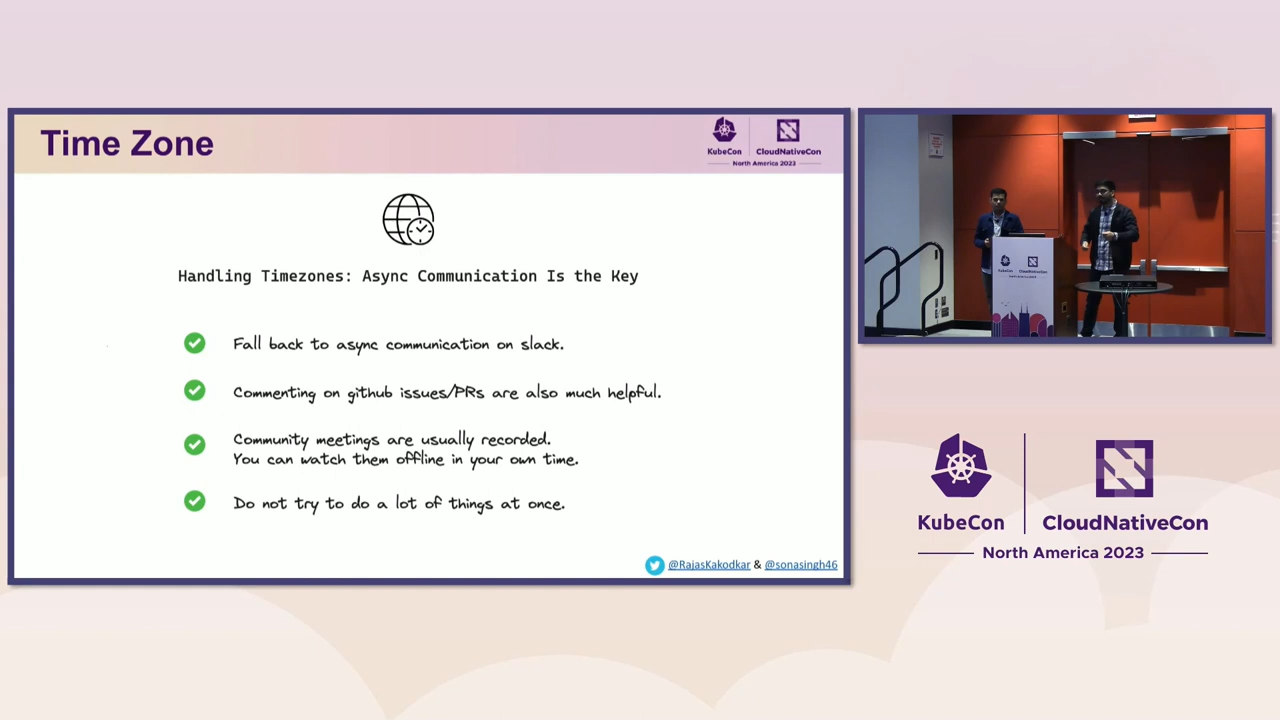 Time Zone
KubeCon
CloudNativeCon
North America 2023
Handling Timezones: Async Communication Is the Key
Fall back to async communication on slack.
Commenting on github issues/PRs are also much helpful.
Community meetings are usually recorded.
You can watch them offline in your own time.
Do not try to do a lot of things at once.
@RajasKakodkar & @sonasingh46
KubeCon
CloudNativeCon
KubeCon
CloudNativeCon
North America 2023